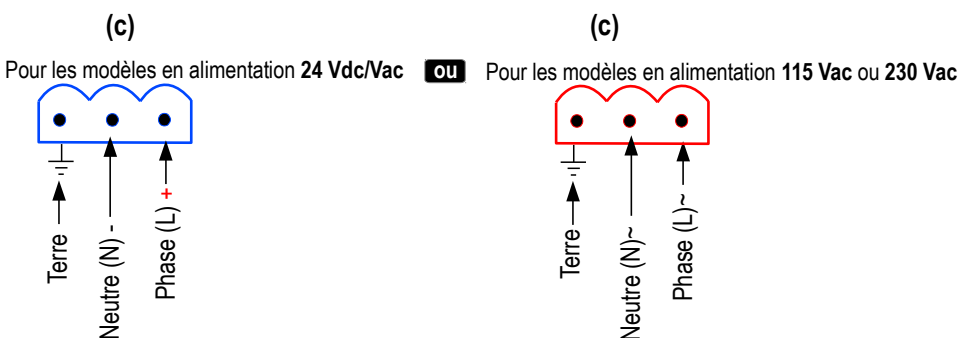 (c) (c)
Pour les modèles en alimentation 24 Vdc/Vac ou Pour les modèles en alimentation 115 Vac ou 230 Vac
Terre
Neutre (N) -
Phase (L) +
Terre
Neutre (N)~
Phase (L)~